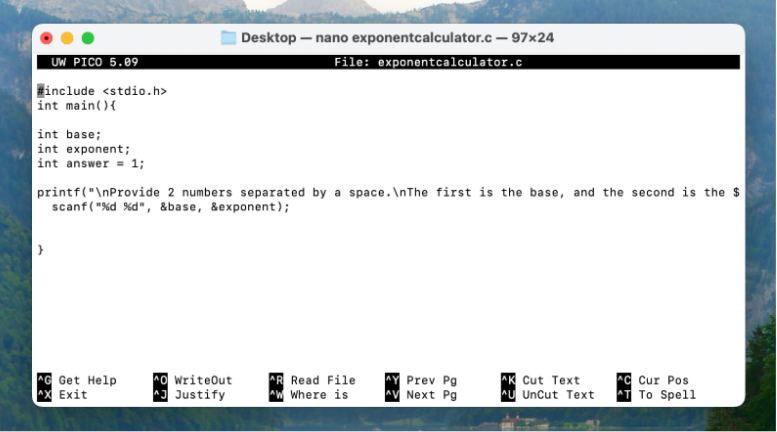 Desktop — nano exponentcalculator.c — 97×24
UW PICO 5.09 File: exponentcalculator.c
#include <stdio.h>
int main(){
int base;
int exponent;
int answer = 1;
printf("\nProvide 2 numbers separated by a space.\nThe first is the base, and the second is the $
scanf("%d %d", &base, &exponent);
}
^G Get Help ^O WriteOut ^R Read File ^Y Prev Pg ^K Cut Text ^C Cur Pos
^X Exit ^J Justify ^W Where is ^V Next Pg ^U UnCut Text ^T To Spell